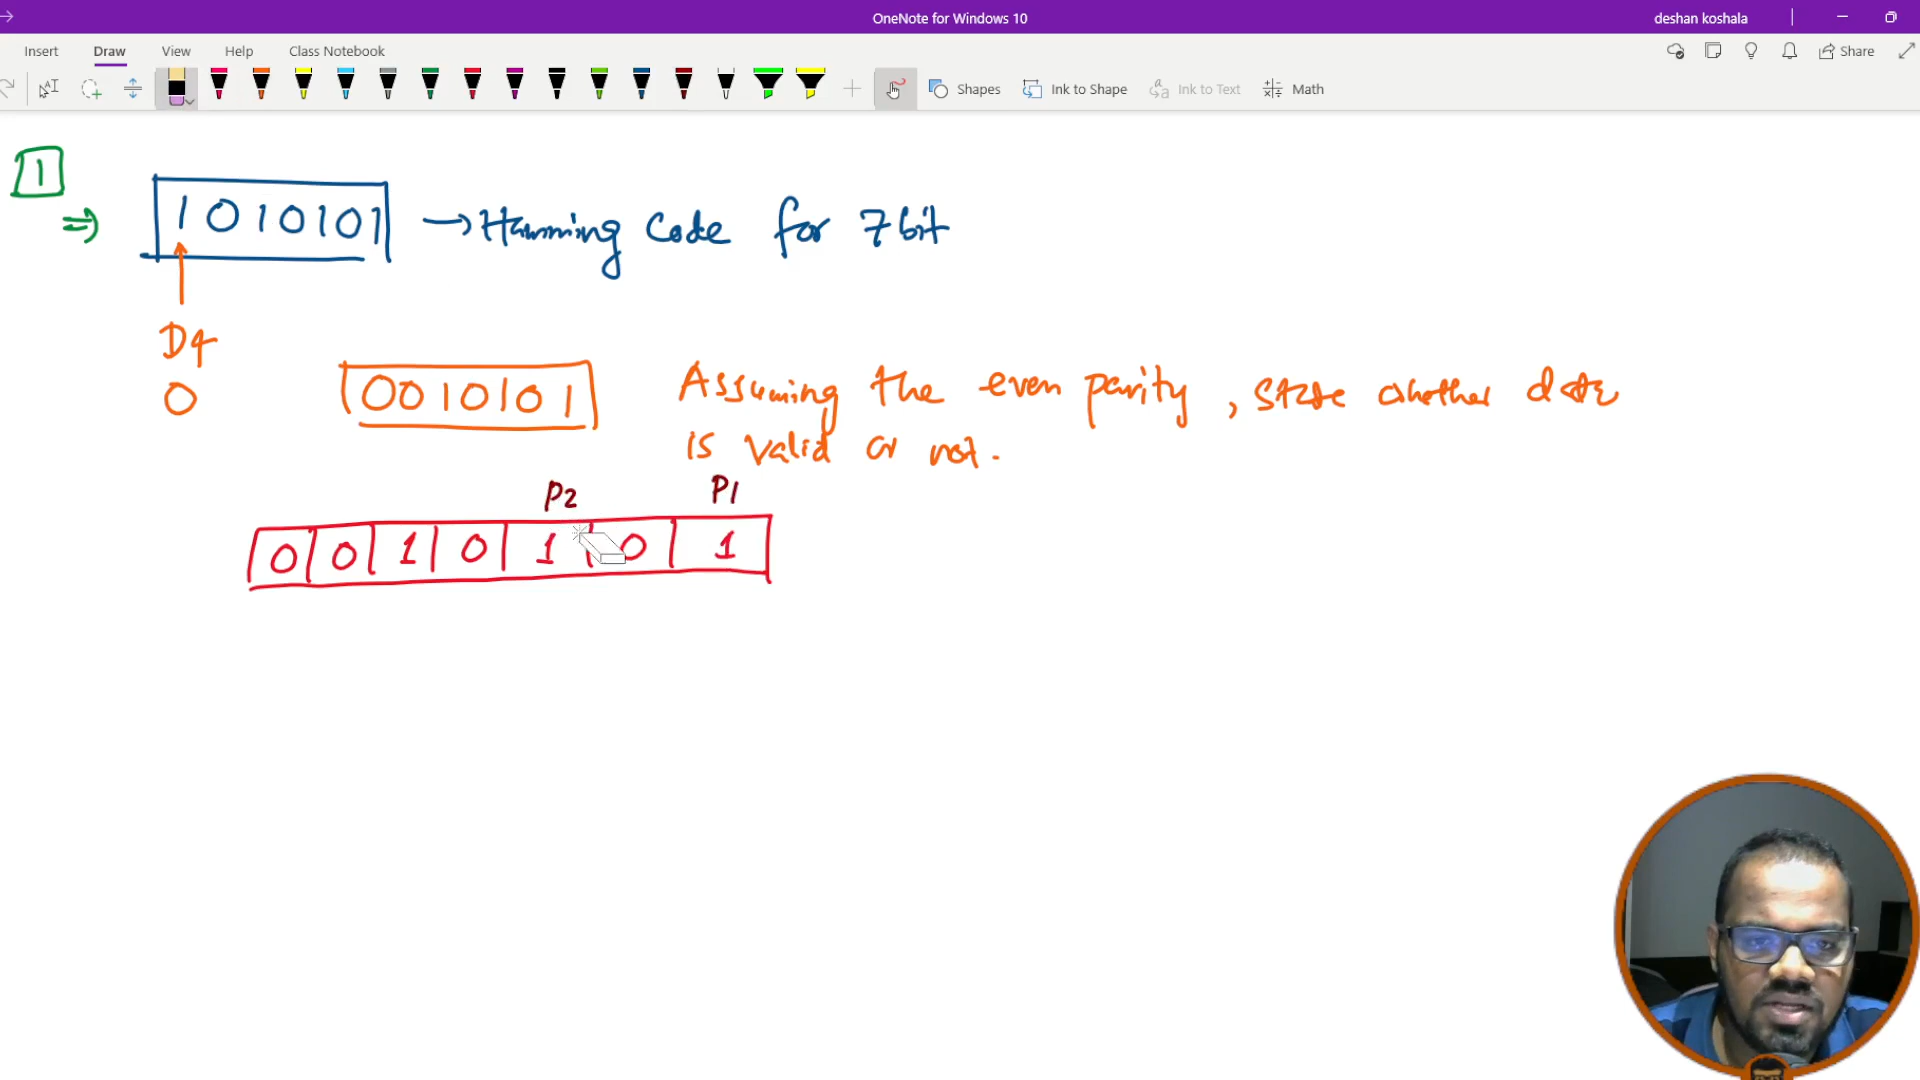 OneNote for Windows 10
deshan koshala
Insert Draw View Help Class Notebook
Share
Shapes Ink to Shape Ink to Text Math
1
⇒ 1010101 → Hamming Code for 7 bit
D4
0
0010101 Assuming the even parity, state whether data
is valid or not.
P2 P1
0 0 1 0 1 0 1